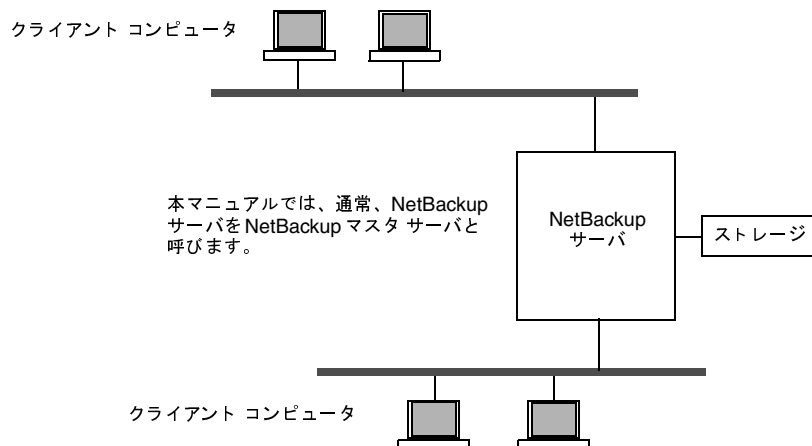 クライアント コンピュータ
本マニュアルでは、通常、NetBackup
サーバをNetBackup マスタ サーバと
呼びます。
NetBackup
サーバ
ストレージ
クライアント コンピュータ